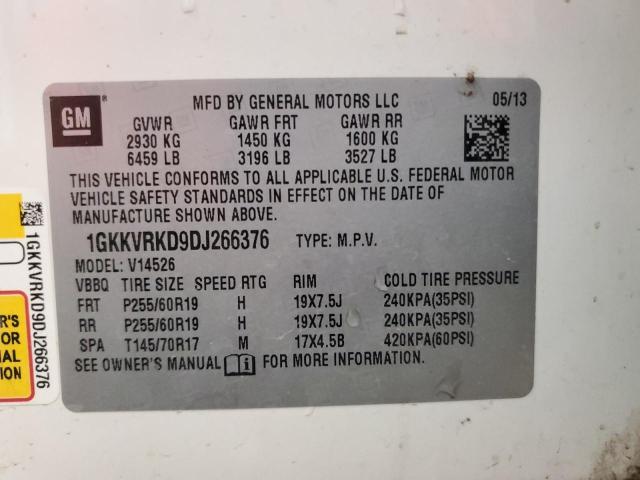 GM
MFD BY GENERAL MOTORS LLC 05/13
GVWR GAWR FRT GAWR RR
2930 KG 1450 KG 1600 KG
6459 LB 3196 LB 3527 LB
THIS VEHICLE CONFORMS TO ALL APPLICABLE U.S. FEDERAL MOTOR
VEHICLE SAFETY STANDARDS IN EFFECT ON THE DATE OF
MANUFACTURE SHOWN ABOVE.
1GKKVRKD9DJ266376 TYPE: M.P.V.
MODEL: V14526
VBBQ TIRE SIZE SPEED RTG RIM COLD TIRE PRESSURE
FRT P255/60R19 H 19X7.5J 240KPA(35PSI)
RR P255/60R19 H 19X7.5J 240KPA(35PSI)
SPA T145/70R17 M 17X4.5B 420KPA(60PSI)
SEE OWNER'S MANUAL FOR MORE INFORMATION.
1GKKVRKD9DJ266376
R'S
OR
AL
ION